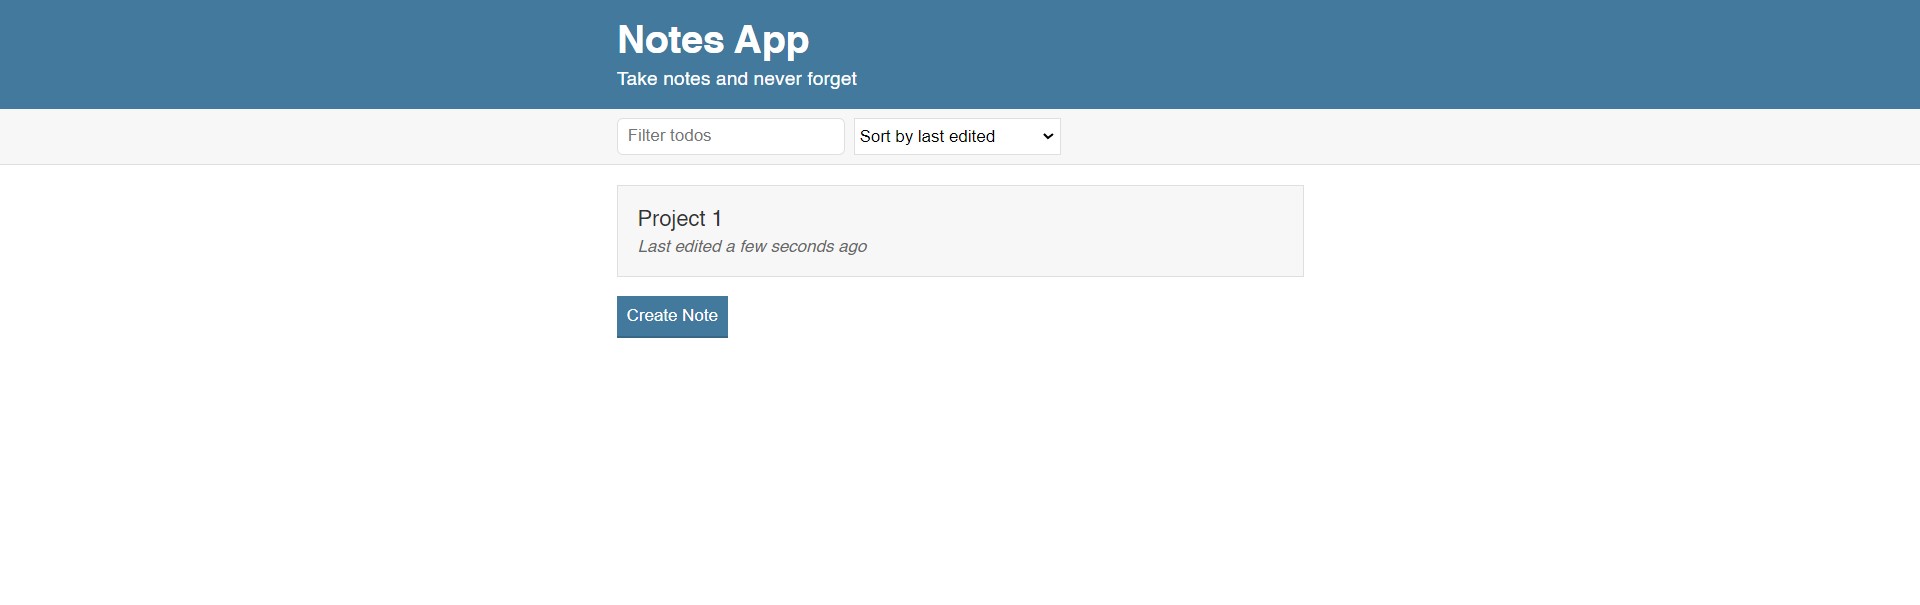 Notes App
Take notes and never forget
Filter todos
Sort by last edited
Project 1
Last edited a few seconds ago
Create Note